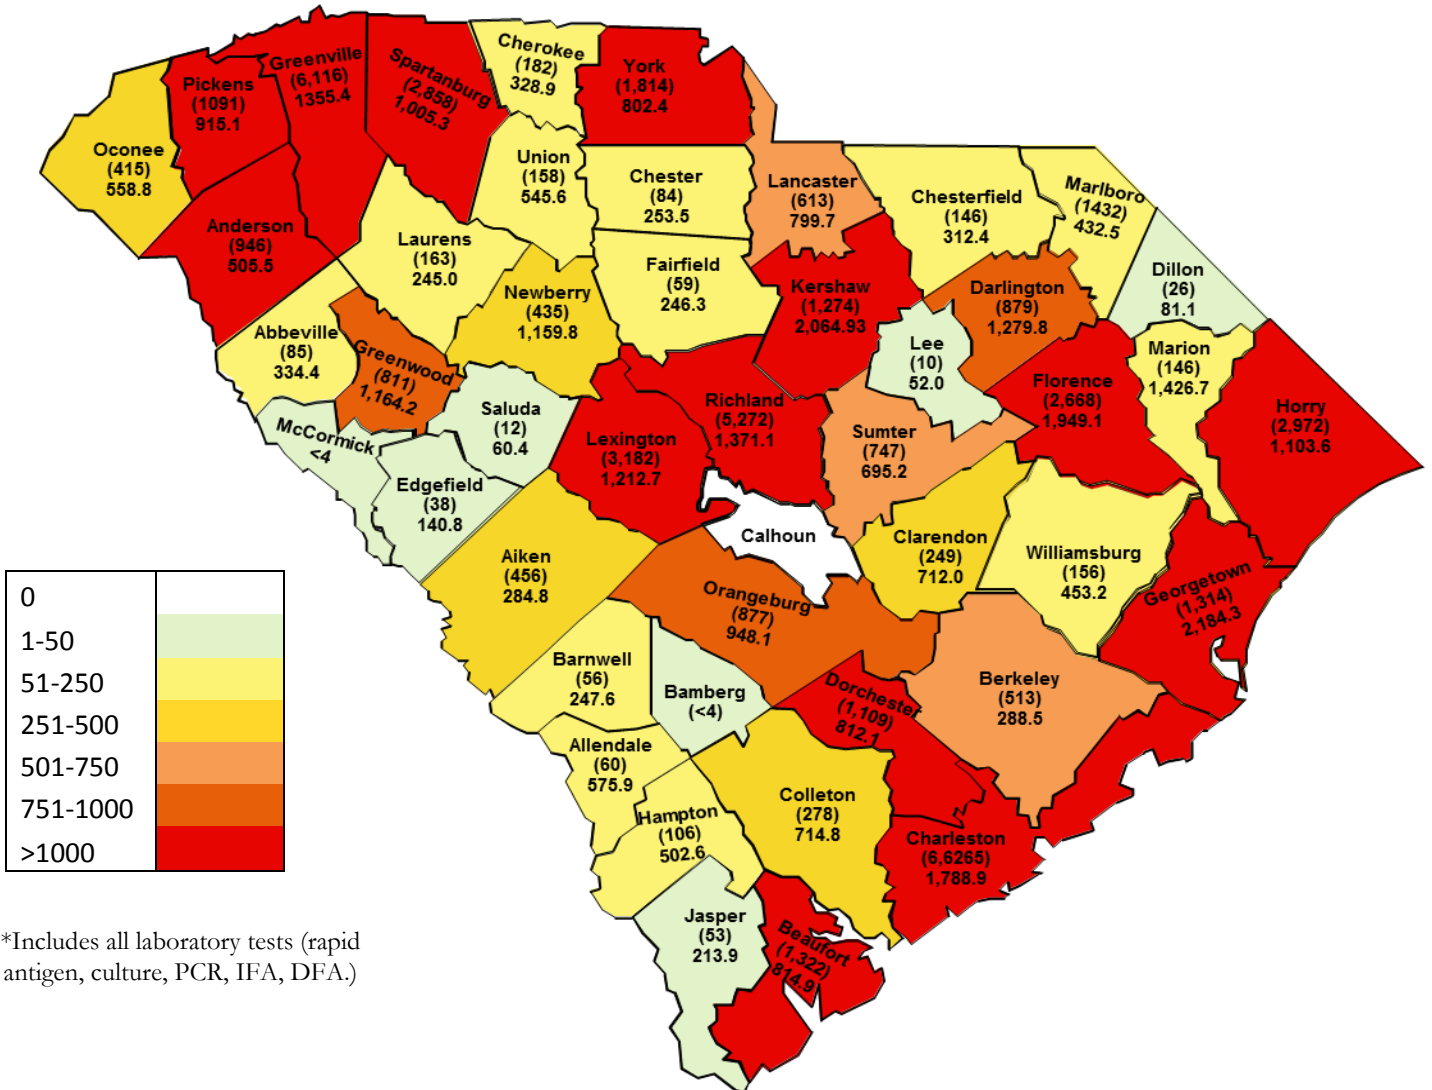 Cherokee
(182)
328.9
York
(1,814)
802.4
Greenville
(6,116)
1355.4
Spartanburg
(2,858)
1,005.3
Pickens
(1091)
915.1
Oconee
(415)
558.8
Union
(158)
545.6
Chester
(84)
253.5
Lancaster
(613)
799.7
Chesterfield
(146)
312.4
Marlboro
(1432)
432.5
Anderson
(946)
505.5
Laurens
(163)
245.0
Fairfield
(59)
246.3
Kershaw
(1,274)
2,064.93
Darlington
(879)
1,279.8
Dillon
(26)
81.1
Newberry
(435)
1,159.8
Abbeville
(85)
334.4
Greenwood
(811)
1,164.2
Lee
(10)
52.0
Marion
(146)
1,426.7
Florence
(2,668)
1,949.1
Horry
(2,972)
1,103.6
Saluda
(12)
60.4
McCormick
<4
Lexington
(3,182)
1,212.7
Richland
(5,272)
1,371.1
Sumter
(747)
695.2
Edgefield
(38)
140.8
Calhoun
Clarendon
(249)
712.0
Williamsburg
(156)
453.2
Georgetown
(1,314)
2,184.3
Aiken
(456)
284.8
Orangeburg
(877)
948.1
Barnwell
(56)
247.6
Bamberg
(<4)
Dorchester
(1,109)
812.1
Berkeley
(513)
288.5
Allendale
(60)
575.9
Hampton
(106)
502.6
Colleton
(278)
714.8
Charleston
(6,6265)
1,788.9
Jasper
(53)
213.9
Beaufort
(1,322)
814.9
0
1-50
51-250
251-500
501-750
751-1000
>1000
*Includes all laboratory tests (rapid
antigen, culture, PCR, IFA, DFA.)